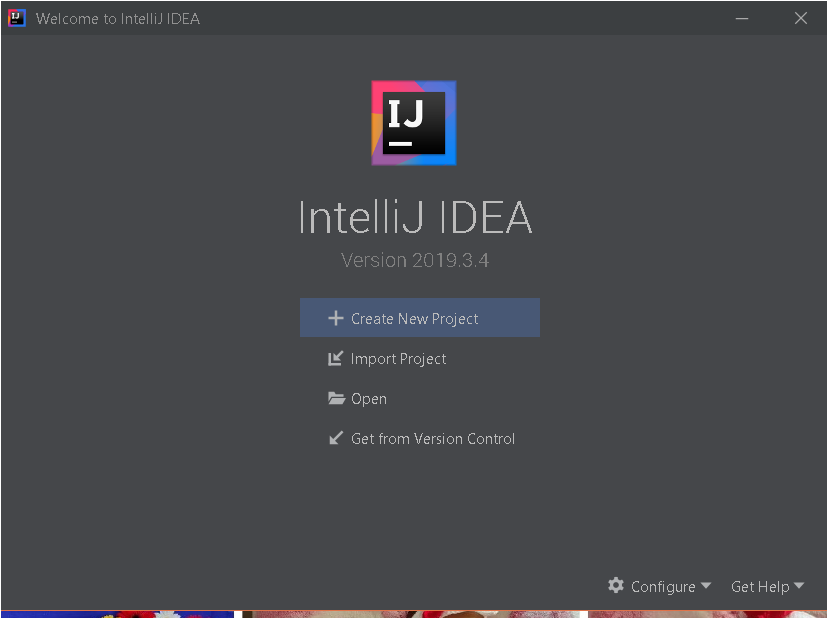 Welcome to IntelliJ IDEA
IJ
IntelliJ IDEA
Version 2019.3.4
Create New Project
Import Project
Open
Get from Version Control
Configure
Get Help